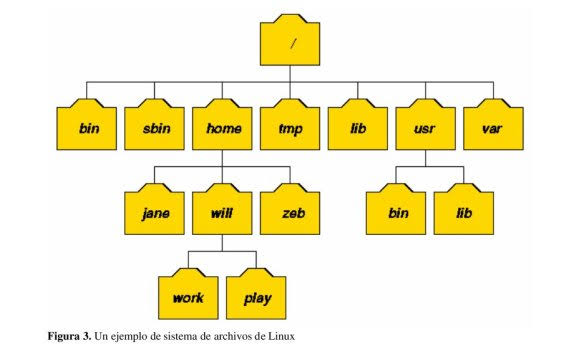 /
bin sbin home tmp lib usr var
jane will zeb bin lib
work play
Figura 3. Un ejemplo de sistema de archivos de Linux